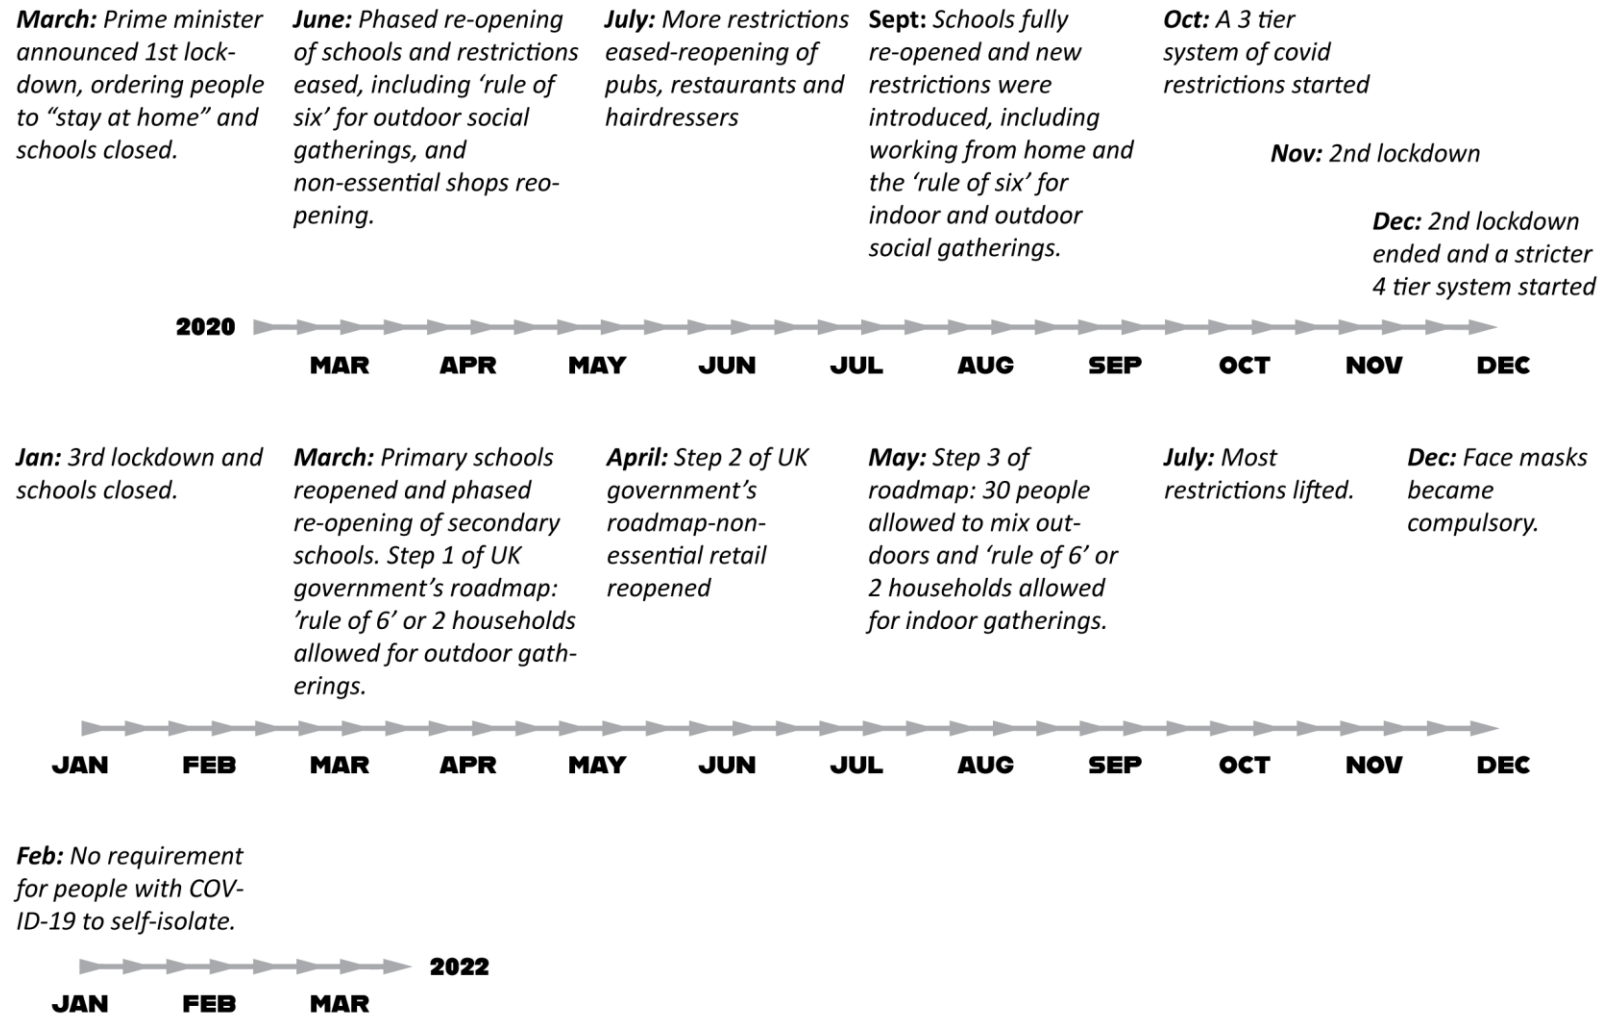 March: Prime minister
announced 1st lock-
down, ordering people
to “stay at home” and
schools closed.
June: Phased re-opening
of schools and restrictions
eased, including ‘rule of
six’ for outdoor social
gatherings, and
non-essential shops reo-
pening.
July: More restrictions
eased-reopening of
pubs, restaurants and
hairdressers
Sept: Schools fully
re-opened and new
restrictions were
introduced, including
working from home and
the ‘rule of six’ for
indoor and outdoor
social gatherings.
Oct: A 3 tier
system of covid
restrictions started
Nov: 2nd lockdown
Dec: 2nd lockdown
ended and a stricter
4 tier system started
2020
MAR APR MAY JUN JUL AUG SEP OCT NOV DEC
Jan: 3rd lockdown and
schools closed.
March: Primary schools
reopened and phased
re-opening of secondary
schools. Step 1 of UK
government’s roadmap:
’rule of 6’ or 2 households
allowed for outdoor gath-
erings.
April: Step 2 of UK
government’s
roadmap-non-
essential retail
reopened
May: Step 3 of
roadmap: 30 people
allowed to mix out-
doors and ‘rule of 6’ or
2 households allowed
for indoor gatherings.
July: Most
restrictions lifted.
Dec: Face masks
became
compulsory.
JAN FEB MAR APR MAY JUN JUL AUG SEP OCT NOV DEC
Feb: No requirement
for people with COV-
ID-19 to self-isolate.
2022
JAN FEB MAR